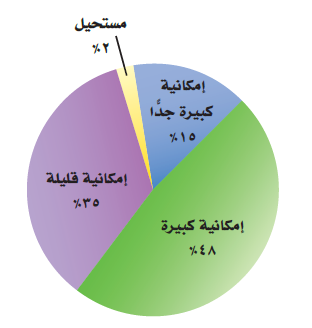 مستحيل
٢٪
إمكانية
كبيرة جدًّا
١٥٪
إمكانية قليلة
٣٥٪
إمكانية كبيرة
٤٨٪